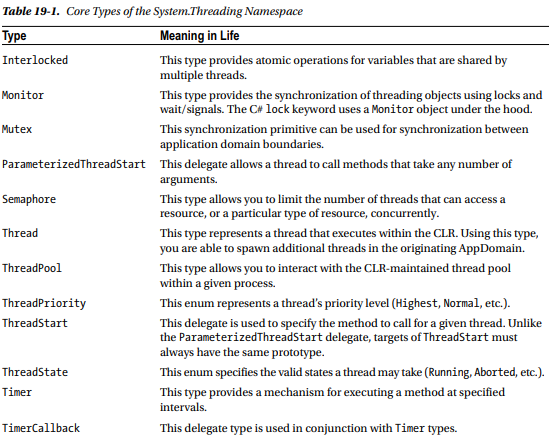 Table 19-1. Core Types of the System.Threading Namespace
Type Meaning in Life
Interlocked This type provides atomic operations for variables that are shared by
multiple threads.
Monitor This type provides the synchronization of threading objects using locks and
wait/signals. The C# lock keyword uses a Monitor object under the hood.
Mutex This synchronization primitive can be used for synchronization between
application domain boundaries.
ParameterizedThreadStart This delegate allows a thread to call methods that take any number of
arguments.
Semaphore This type allows you to limit the number of threads that can access a
resource, or a particular type of resource, concurrently.
Thread This type represents a thread that executes within the CLR. Using this type,
you are able to spawn additional threads in the originating AppDomain.
ThreadPool This type allows you to interact with the CLR-maintained thread pool
within a given process.
ThreadPriority This enum represents a thread’s priority level (Highest, Normal, etc.).
ThreadStart This delegate is used to specify the method to call for a given thread. Unlike
the ParameterizedThreadStart delegate, targets of ThreadStart must
always have the same prototype.
ThreadState This enum specifies the valid states a thread may take (Running, Aborted, etc.).
Timer This type provides a mechanism for executing a method at specified
intervals.
TimerCallback This delegate type is used in conjunction with Timer types.